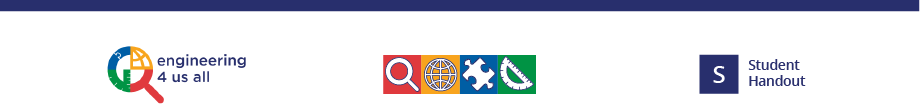 engineering
4 us all
S
Student
Handout